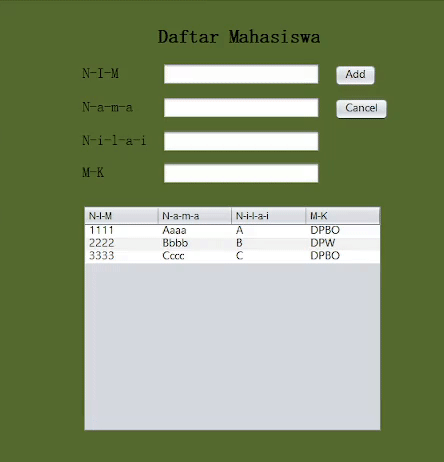 Daftar Mahasiswa
N-I-M Add
N-a-m-a Cancel
N-i-l-a-i
M-K
N-I-M N-a-m-a N-i-l-a-i M-K
1111 Aaaa A DPBO
2222 Bbbb B DPW
3333 Cccc C DPBO